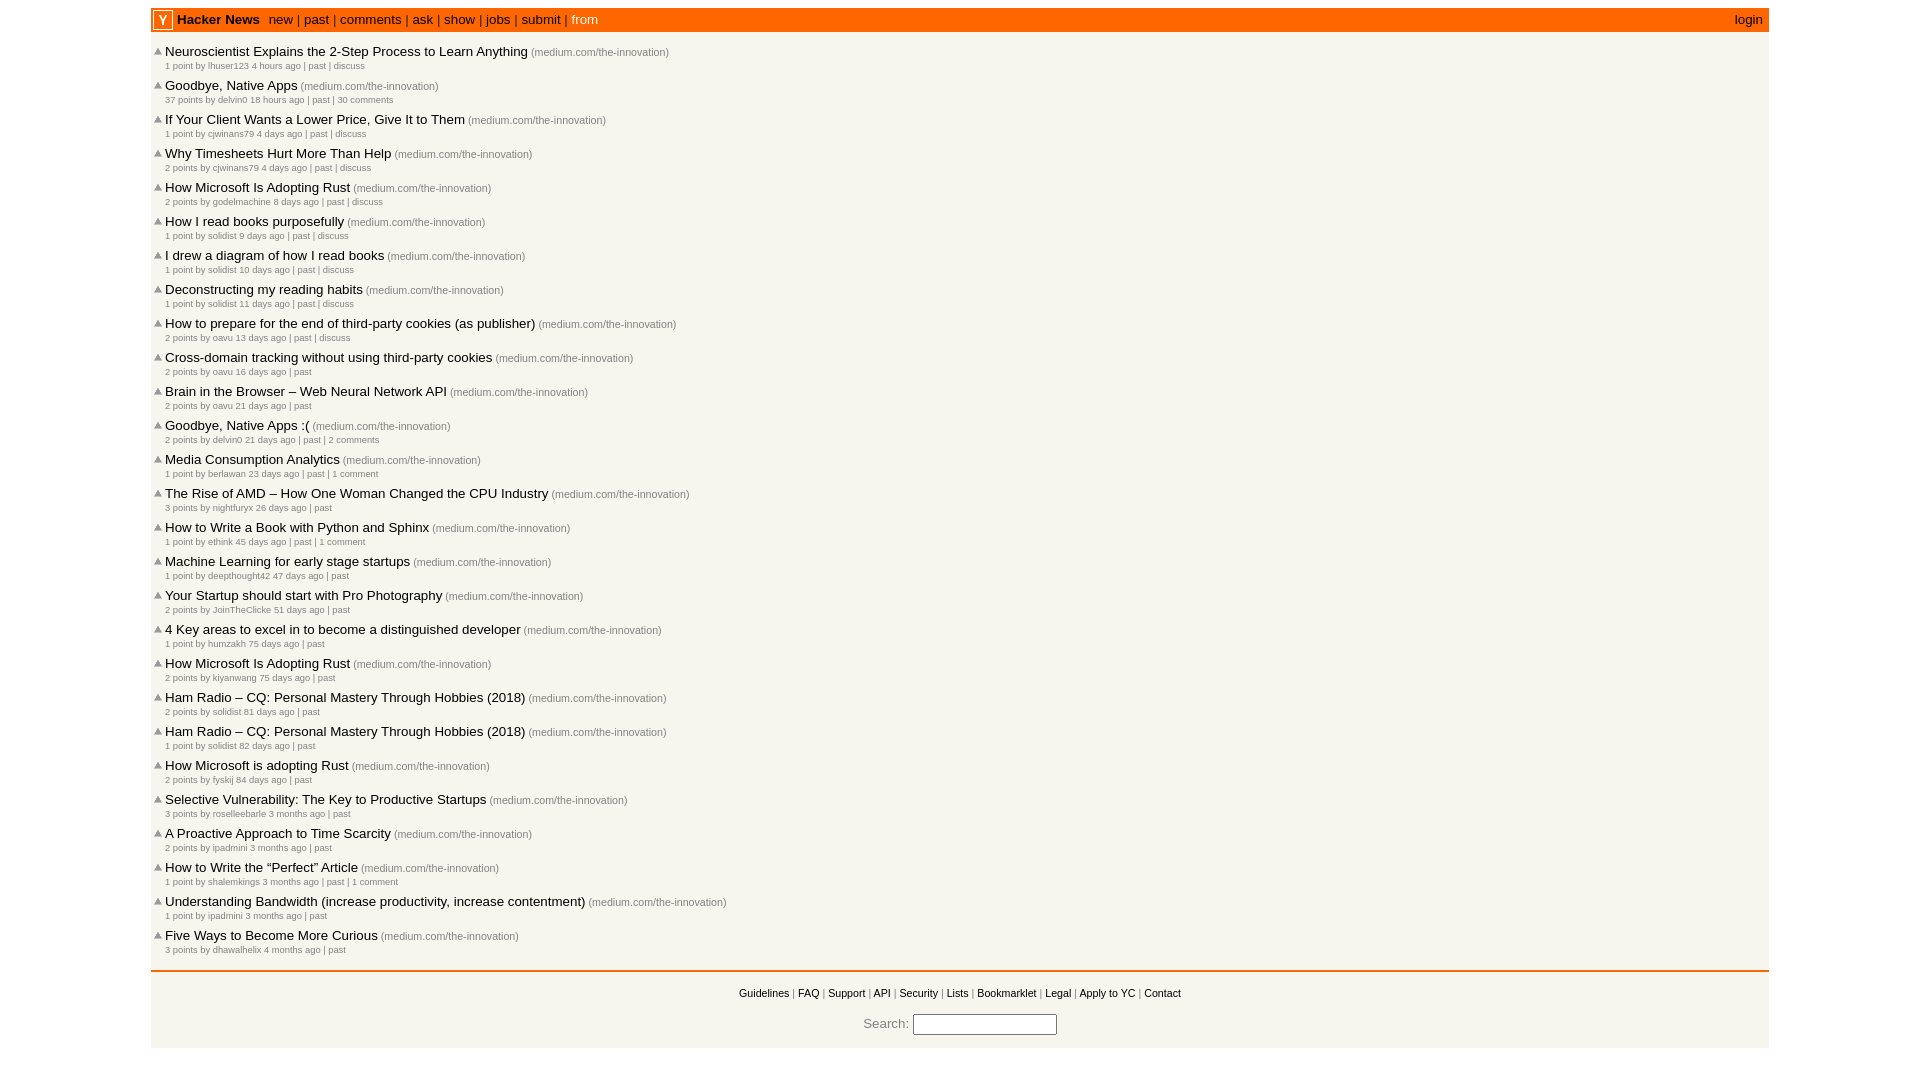 Y Hacker News new | past | comments | ask | show | jobs | submit | from login
Neuroscientist Explains the 2-Step Process to Learn Anything (medium.com/the-innovation)
1 point by lhuser123 4 hours ago | past | discuss
Goodbye, Native Apps (medium.com/the-innovation)
37 points by delvin0 18 hours ago | past | 30 comments
If Your Client Wants a Lower Price, Give It to Them (medium.com/the-innovation)
1 point by cjwinans79 4 days ago | past | discuss
Why Timesheets Hurt More Than Help (medium.com/the-innovation)
2 points by cjwinans79 4 days ago | past | discuss
How Microsoft Is Adopting Rust (medium.com/the-innovation)
2 points by godelmachine 8 days ago | past | discuss
How I read books purposefully (medium.com/the-innovation)
1 point by solidist 9 days ago | past | discuss
I drew a diagram of how I read books (medium.com/the-innovation)
1 point by solidist 10 days ago | past | discuss
Deconstructing my reading habits (medium.com/the-innovation)
1 point by solidist 11 days ago | past | discuss
How to prepare for the end of third-party cookies (as publisher) (medium.com/the-innovation)
2 points by oavu 13 days ago | past | discuss
Cross-domain tracking without using third-party cookies (medium.com/the-innovation)
2 points by oavu 16 days ago | past
Brain in the Browser – Web Neural Network API (medium.com/the-innovation)
2 points by oavu 21 days ago | past
Goodbye, Native Apps :( (medium.com/the-innovation)
2 points by delvin0 21 days ago | past | 2 comments
Media Consumption Analytics (medium.com/the-innovation)
1 point by berlawan 23 days ago | past | 1 comment
The Rise of AMD – How One Woman Changed the CPU Industry (medium.com/the-innovation)
3 points by nightfuryx 26 days ago | past
How to Write a Book with Python and Sphinx (medium.com/the-innovation)
1 point by ethink 45 days ago | past | 1 comment
Machine Learning for early stage startups (medium.com/the-innovation)
1 point by deepthought42 47 days ago | past
Your Startup should start with Pro Photography (medium.com/the-innovation)
2 points by JoinTheClicke 51 days ago | past
4 Key areas to excel in to become a distinguished developer (medium.com/the-innovation)
1 point by humzakh 75 days ago | past
How Microsoft Is Adopting Rust (medium.com/the-innovation)
2 points by kiyanwang 75 days ago | past
Ham Radio – CQ: Personal Mastery Through Hobbies (2018) (medium.com/the-innovation)
2 points by solidist 81 days ago | past
Ham Radio – CQ: Personal Mastery Through Hobbies (2018) (medium.com/the-innovation)
1 point by solidist 82 days ago | past
How Microsoft is adopting Rust (medium.com/the-innovation)
2 points by fyskij 84 days ago | past
Selective Vulnerability: The Key to Productive Startups (medium.com/the-innovation)
3 points by roselleebarle 3 months ago | past
A Proactive Approach to Time Scarcity (medium.com/the-innovation)
2 points by ipadmini 3 months ago | past
How to Write the “Perfect” Article (medium.com/the-innovation)
1 point by shalemkings 3 months ago | past | 1 comment
Understanding Bandwidth (increase productivity, increase contentment) (medium.com/the-innovation)
1 point by ipadmini 3 months ago | past
Five Ways to Become More Curious (medium.com/the-innovation)
3 points by dhawalhelix 4 months ago | past
Guidelines | FAQ | Support | API | Security | Lists | Bookmarklet | Legal | Apply to YC | Contact
Search: